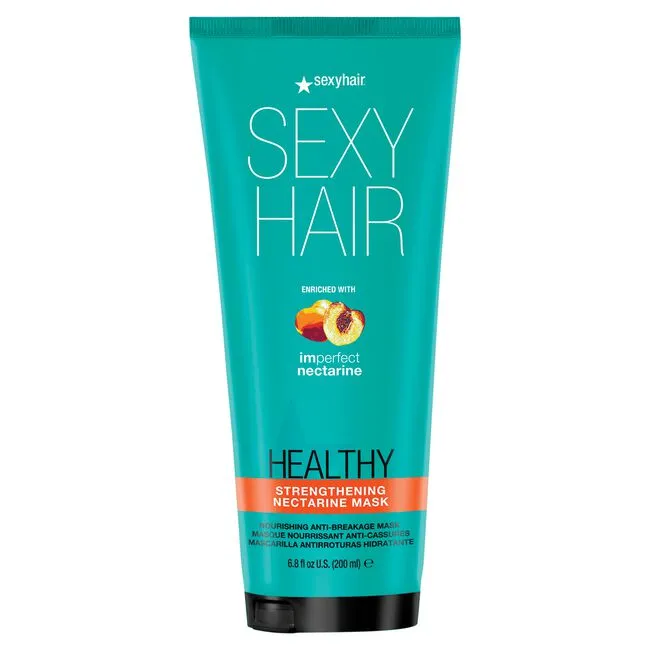 sexyhair.
SEXY
HAIR
ENRICHED WITH
imperfect
nectarine
HEALTHY
STRENGTHENING
NECTARINE MASK
NOURISHING ANTI-BREAKAGE MASK
MASQUE NOURRISSANT ANTI-CASSURES
MASCARILLA ANTIRROTURAS HIDRATANTE
6.8 fl oz U.S. (200 ml) ℮